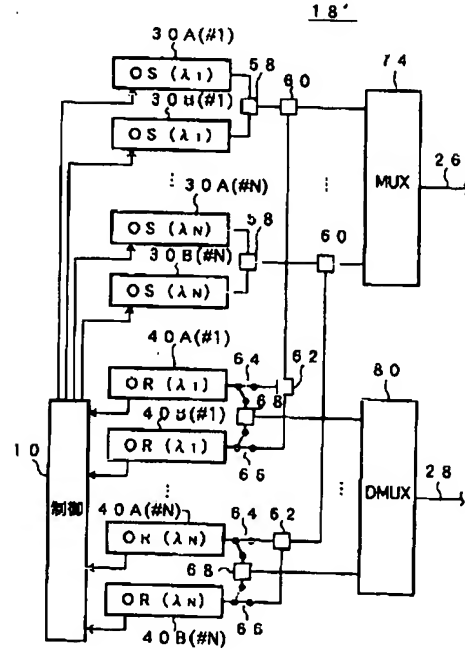 18'
30A(#1)
OS(λ1)
58
60
74
30B(#1)
OS(λ1)
MUX
26
⋮
⋮
30A(#N)
OS(λN)
58
60
30B(#N)
OS(λN)
40A(#1)
OR(λ1)
64
62
80
68
40B(#1)
OR(λ1)
66
10
制御
DMUX
28
⋮
⋮
40A(#N)
OR(λN)
64
62
68
OR(λN)
66
40B(#N)